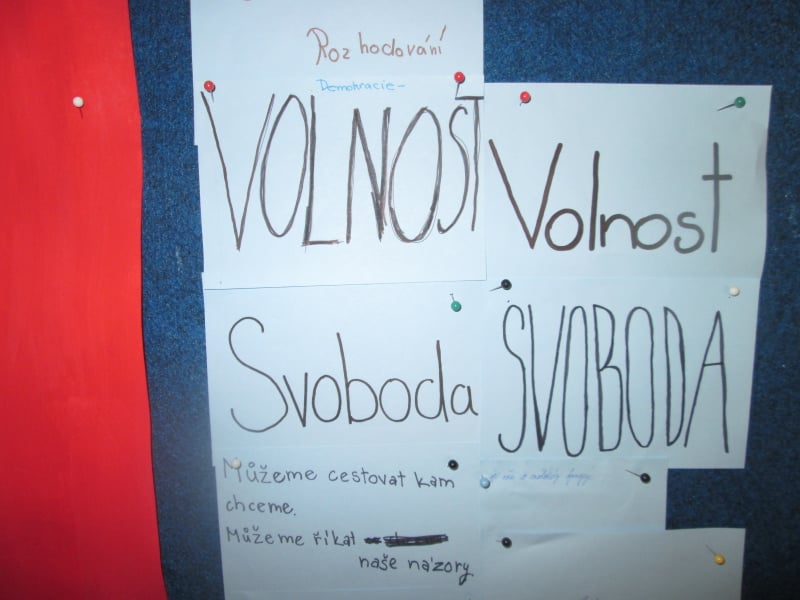 Rozhodování
Demokracie-
VOLNOST
Volnost
Svoboda
SVOBODA
Můžeme cestovat kam
chceme.
Můžeme říkat
naše názory.